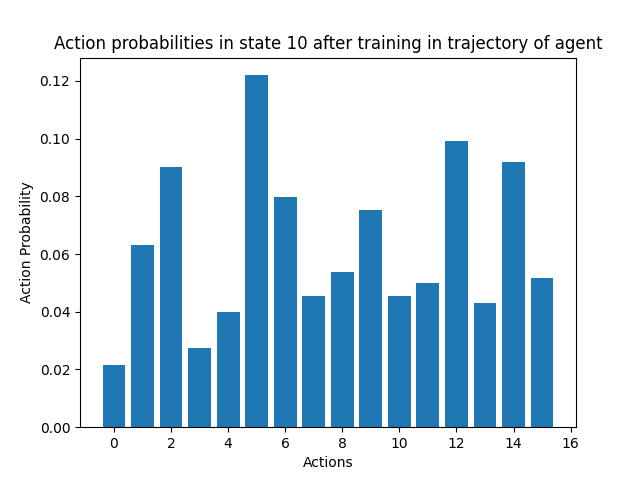 Action probabilities in state 10 after training in trajectory of agent
0.12
0.10
0.08
0.06
0.04
0.02
0.00
Action Probability
0 2 4 6 8 10 12 14 16
Actions